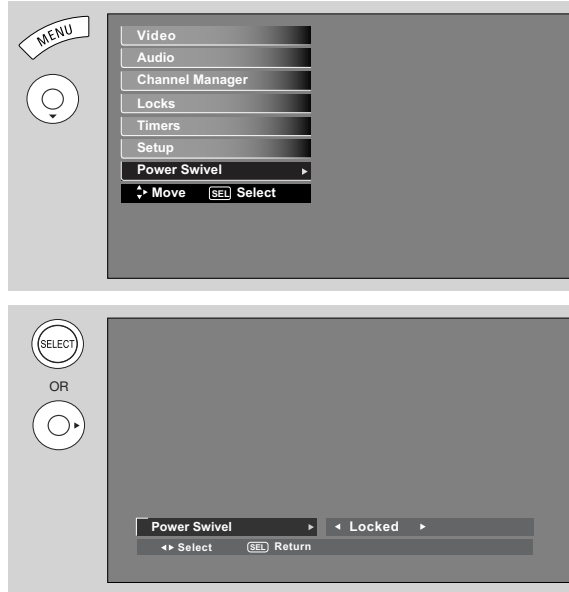 MENU
Video
Audio
Channel Manager
Locks
Timers
Setup
Power Swivel
Move SEL Select
SELECT
OR
Power Swivel Locked
Select SEL Return